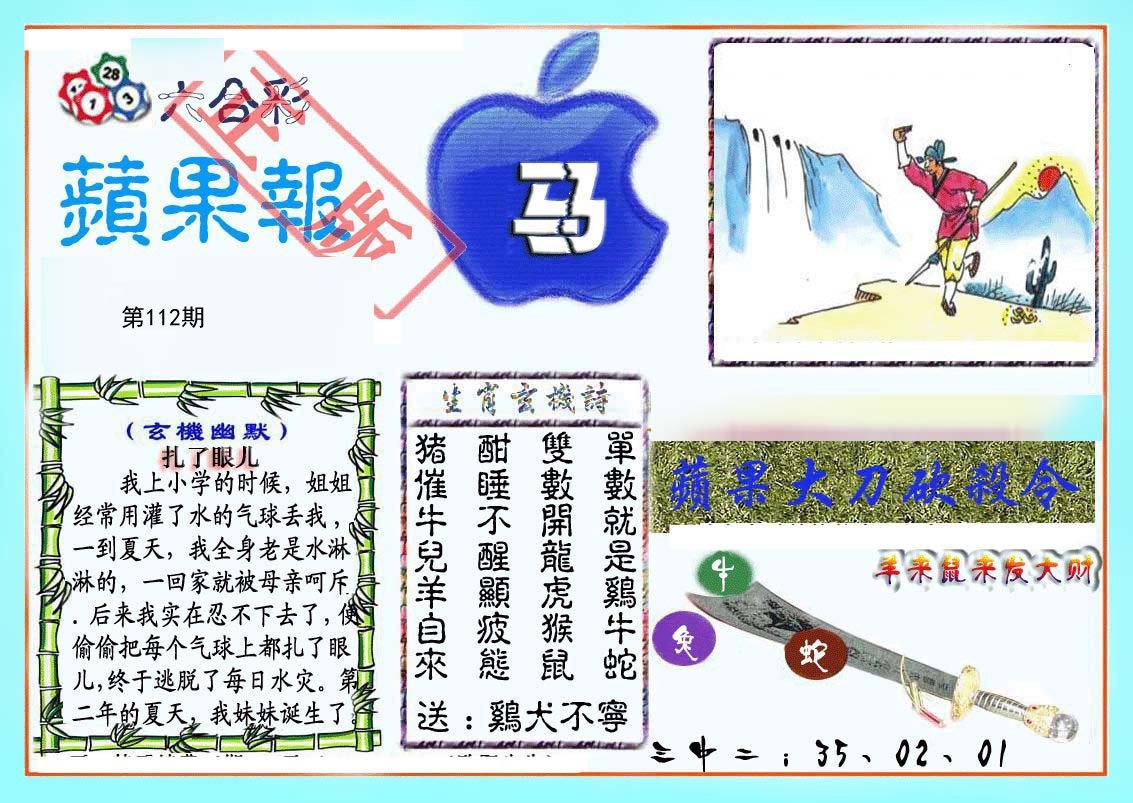 28
1
3
六合彩
蘋果報
正版
第112期
马
(玄機幽默)
扎了眼儿
我上小学的时候，姐姐
经常用灌了水的气球丢我，
一到夏天，我全身老是水淋
淋的，一回家就被母亲呵斥
．后来我实在忍不下去了，便
偷偷把每个气球上都扎了眼
儿,终于逃脱了每日水灾。第
二年的夏天，我妹妹诞生了。
生肖玄機詩
單數就是鷄牛蛇
雙數開龍虎猴鼠
酣睡不醒顯疲態
猪催牛兒羊自來
送：鷄犬不寧
蘋果大刀砍殺令
羊来鼠来发大财
牛
兔
蛇
三中二：35、02、01